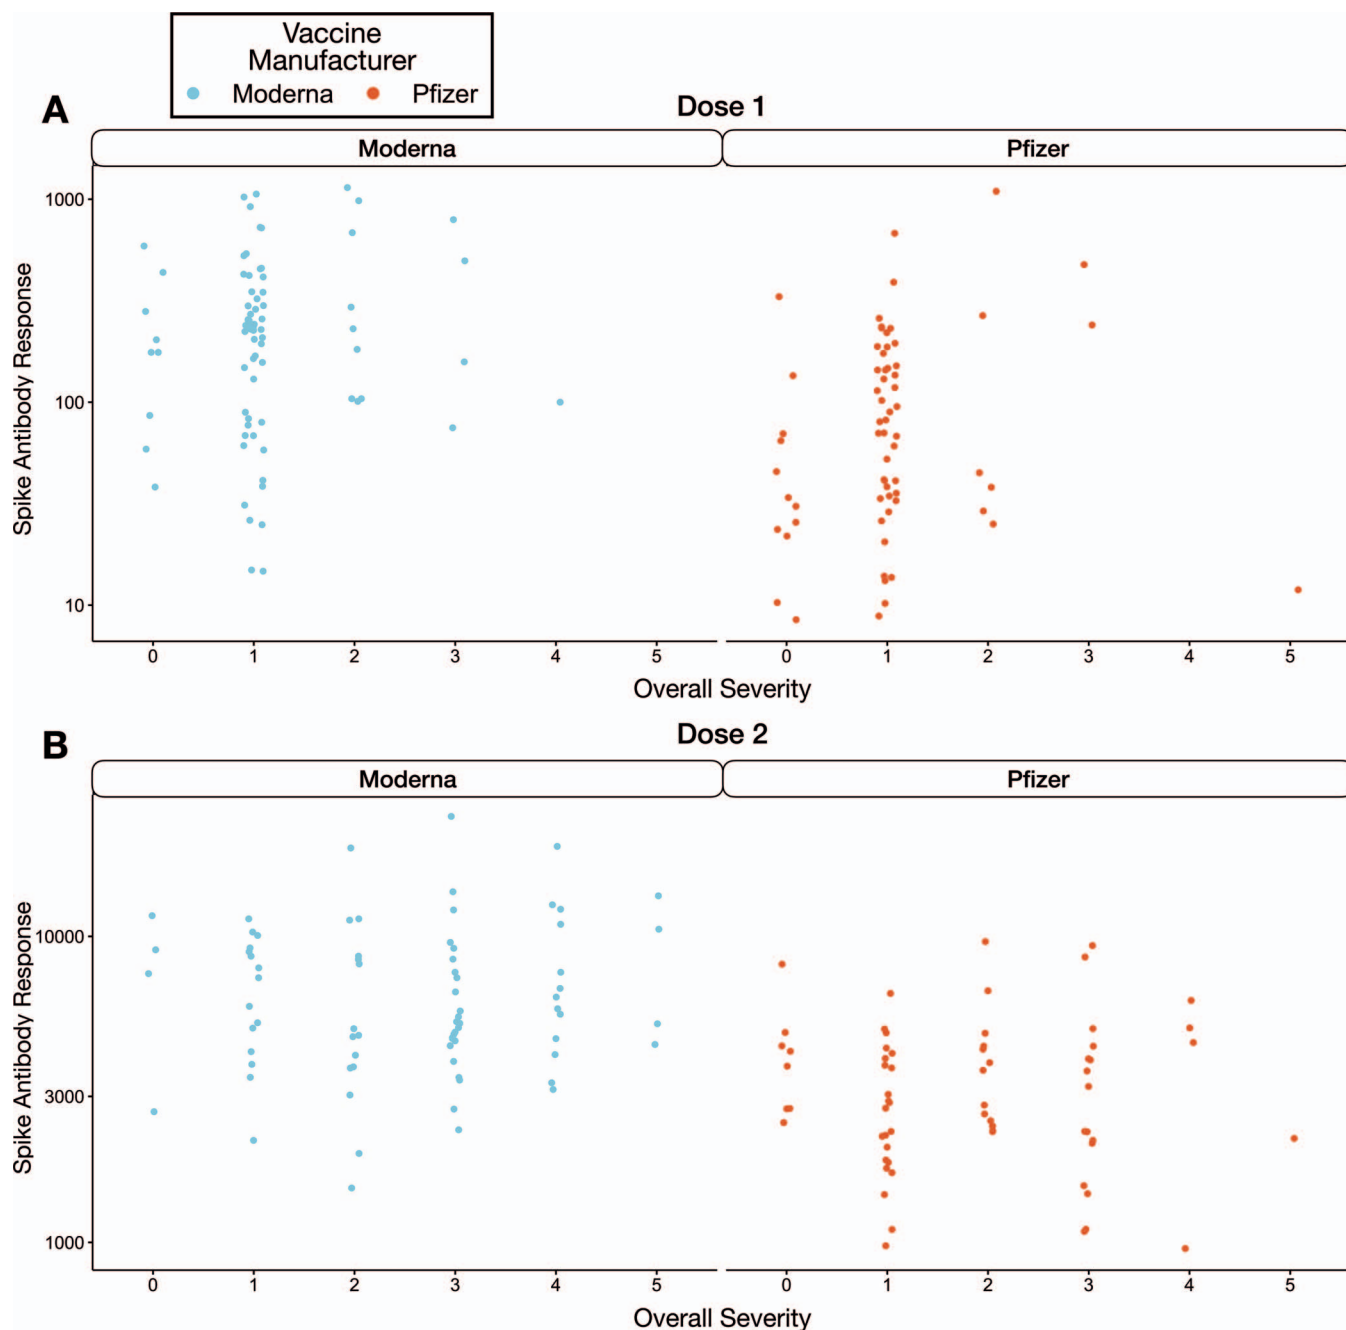 Vaccine
Manufacturer
Moderna Pfizer
A
Dose 1
Moderna Pfizer
Spike Antibody Response
1000
100
10
0 1 2 3 4 5 0 1 2 3 4 5
Overall Severity
B
Dose 2
Moderna Pfizer
Spike Antibody Response
10000
3000
1000
0 1 2 3 4 5 0 1 2 3 4 5
Overall Severity